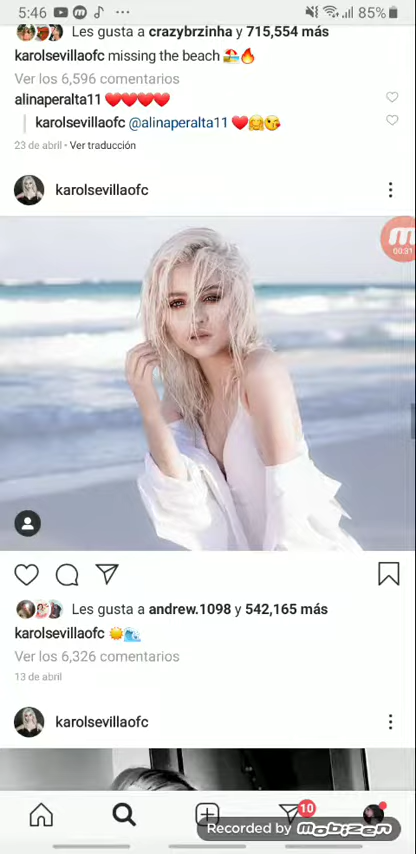 5:46 85%
Les gusta a crazybrzinha y 715,554 más
karolsevillaofc missing the beach 🏖️🔥
Ver los 6,596 comentarios
alinaperalta11 ❤️❤️❤️❤️
karolsevillaofc @alinaperalta11 ❤️🤗😘
23 de abril • Ver traducción
karolsevillaofc
00:31
Les gusta a andrew.1098 y 542,165 más
karolsevillaofc ☀️🌊
Ver los 6,326 comentarios
13 de abril
karolsevillaofc
10
Recorded by mobizen